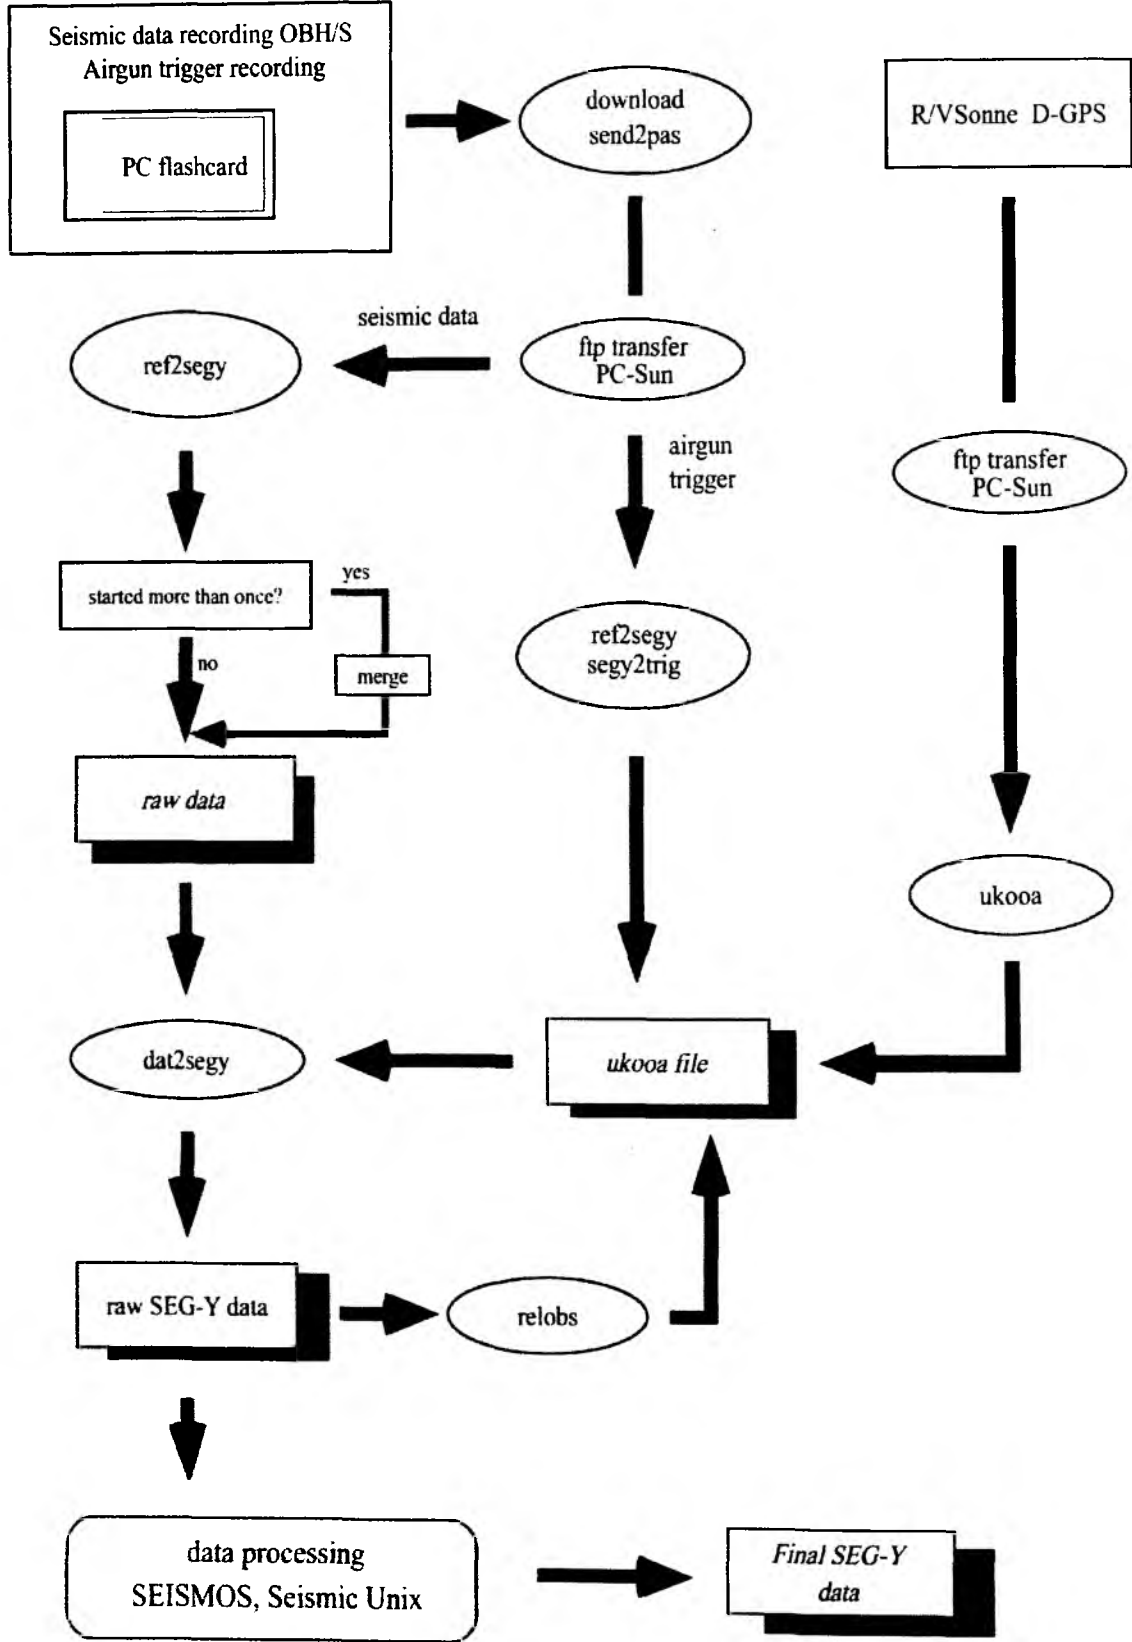 Seismic data recording OBH/S
Airgun trigger recording
PC flashcard
download
send2pas
R/VSonne D-GPS
seismic data
ref2segy
ftp transfer
PC-Sun
airgun
trigger
ftp transfer
PC-Sun
started more than once?
yes
no
merge
ref2segy
segy2trig
raw data
ukooa
dat2segy
ukooa file
raw SEG-Y data
relobs
data processing
SEISMOS, Seismic Unix
Final SEG-Y
data